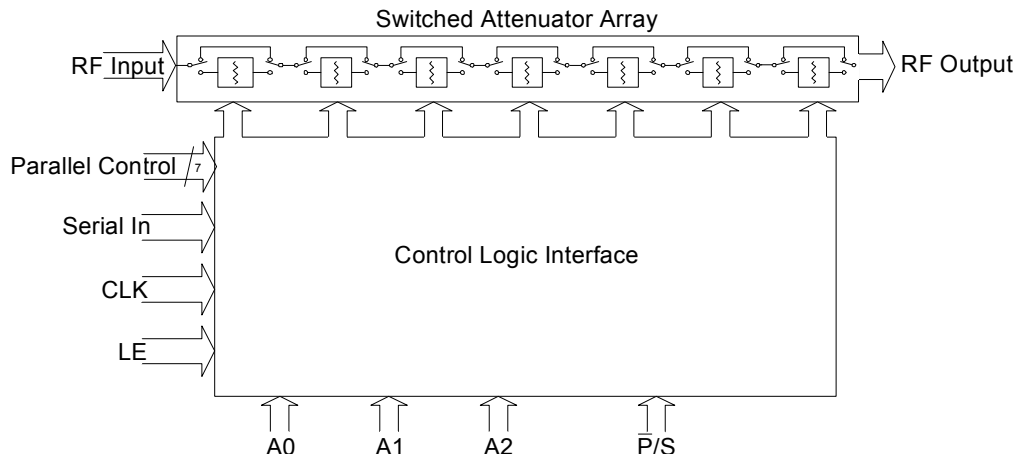 Switched Attenuator Array
RF Input
RF Output
Parallel Control
7
Serial In
Control Logic Interface
CLK
LE
A0
A1
A2
P̅/S